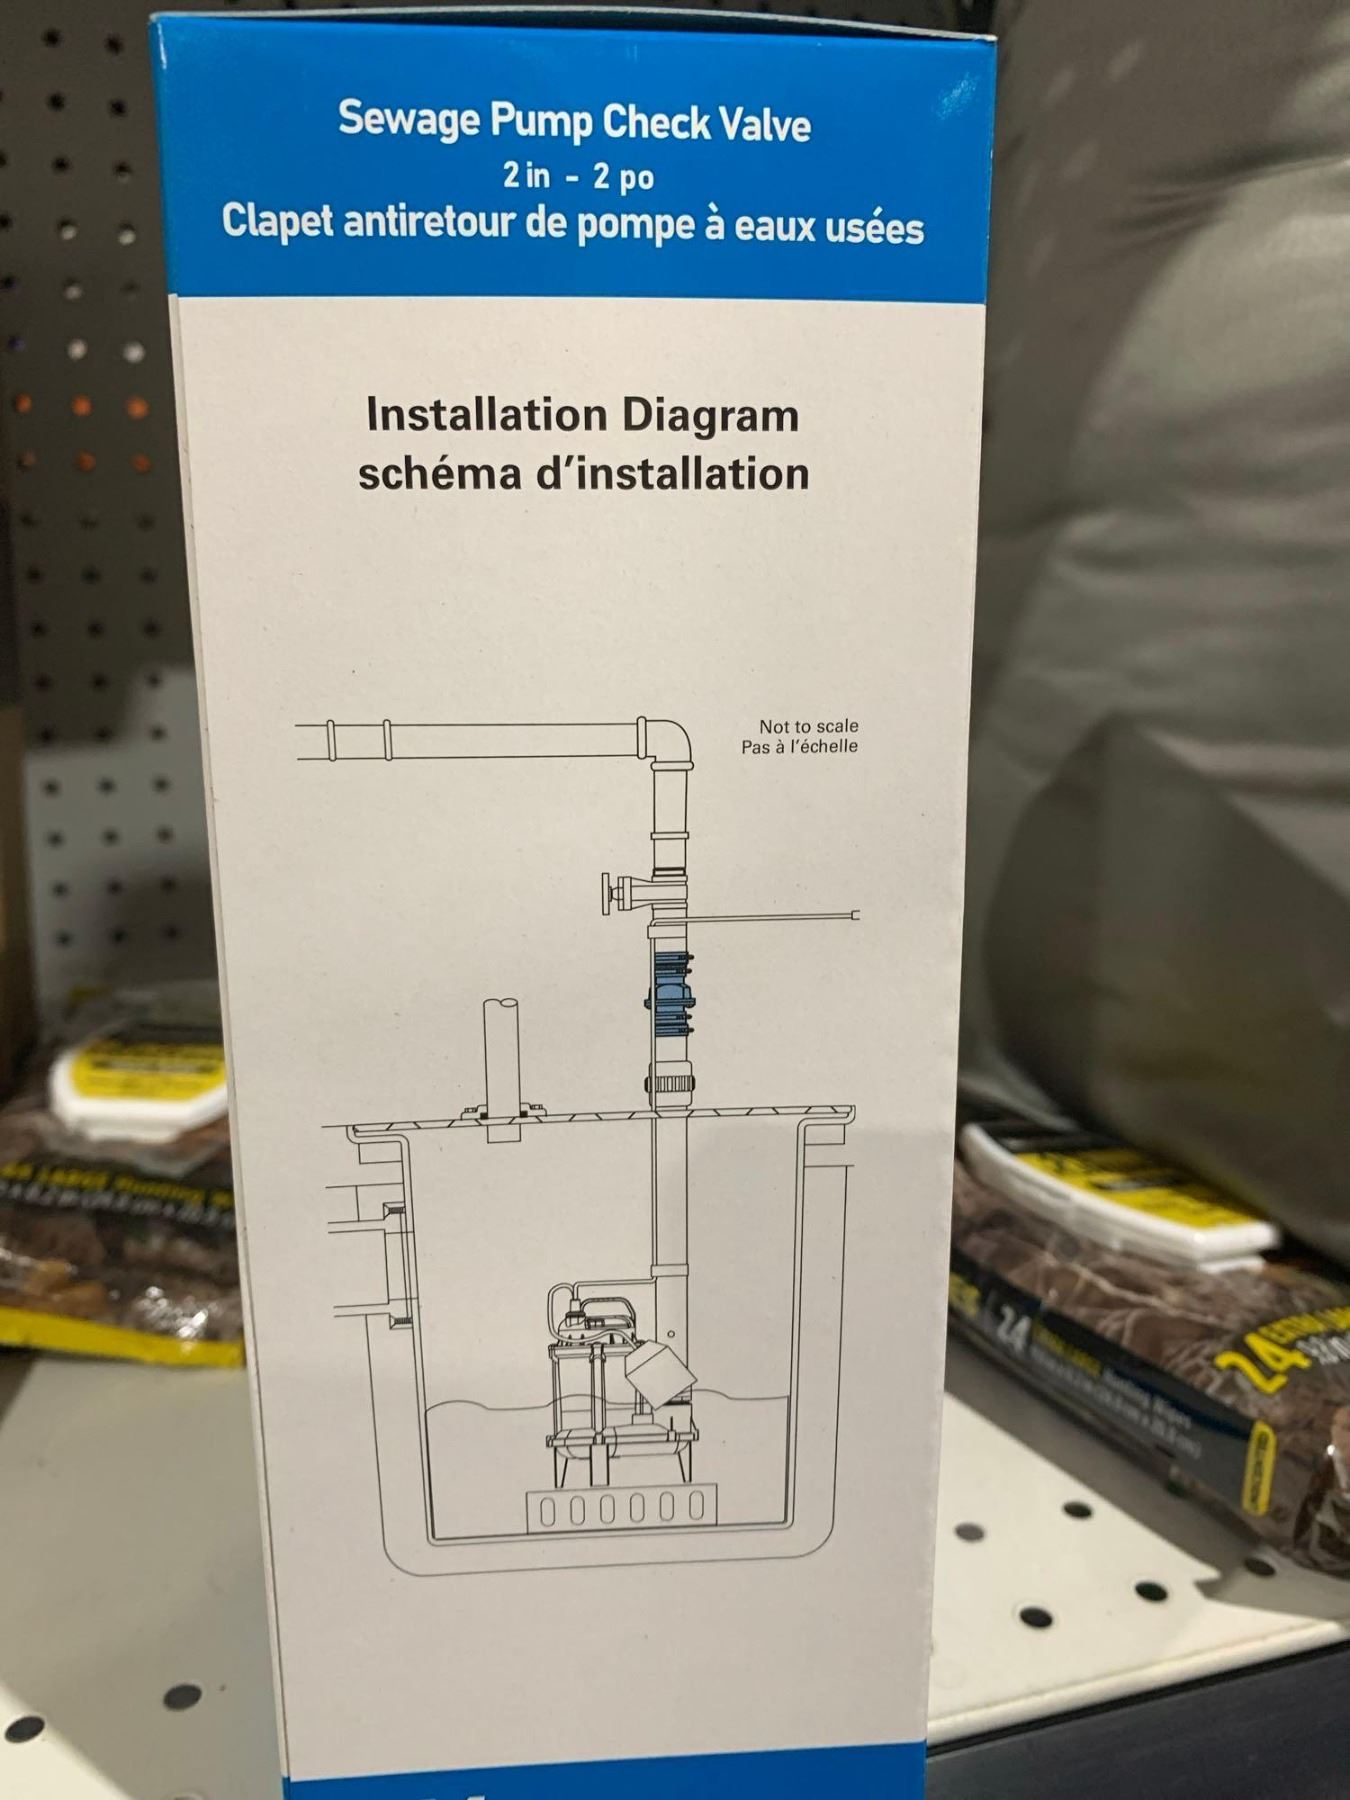 Sewage Pump Check Valve
2 in - 2 po
Clapet antiretour de pompe à eaux usées
Installation Diagram
schéma d'installation
Not to scale
Pas à l'échelle
24
24